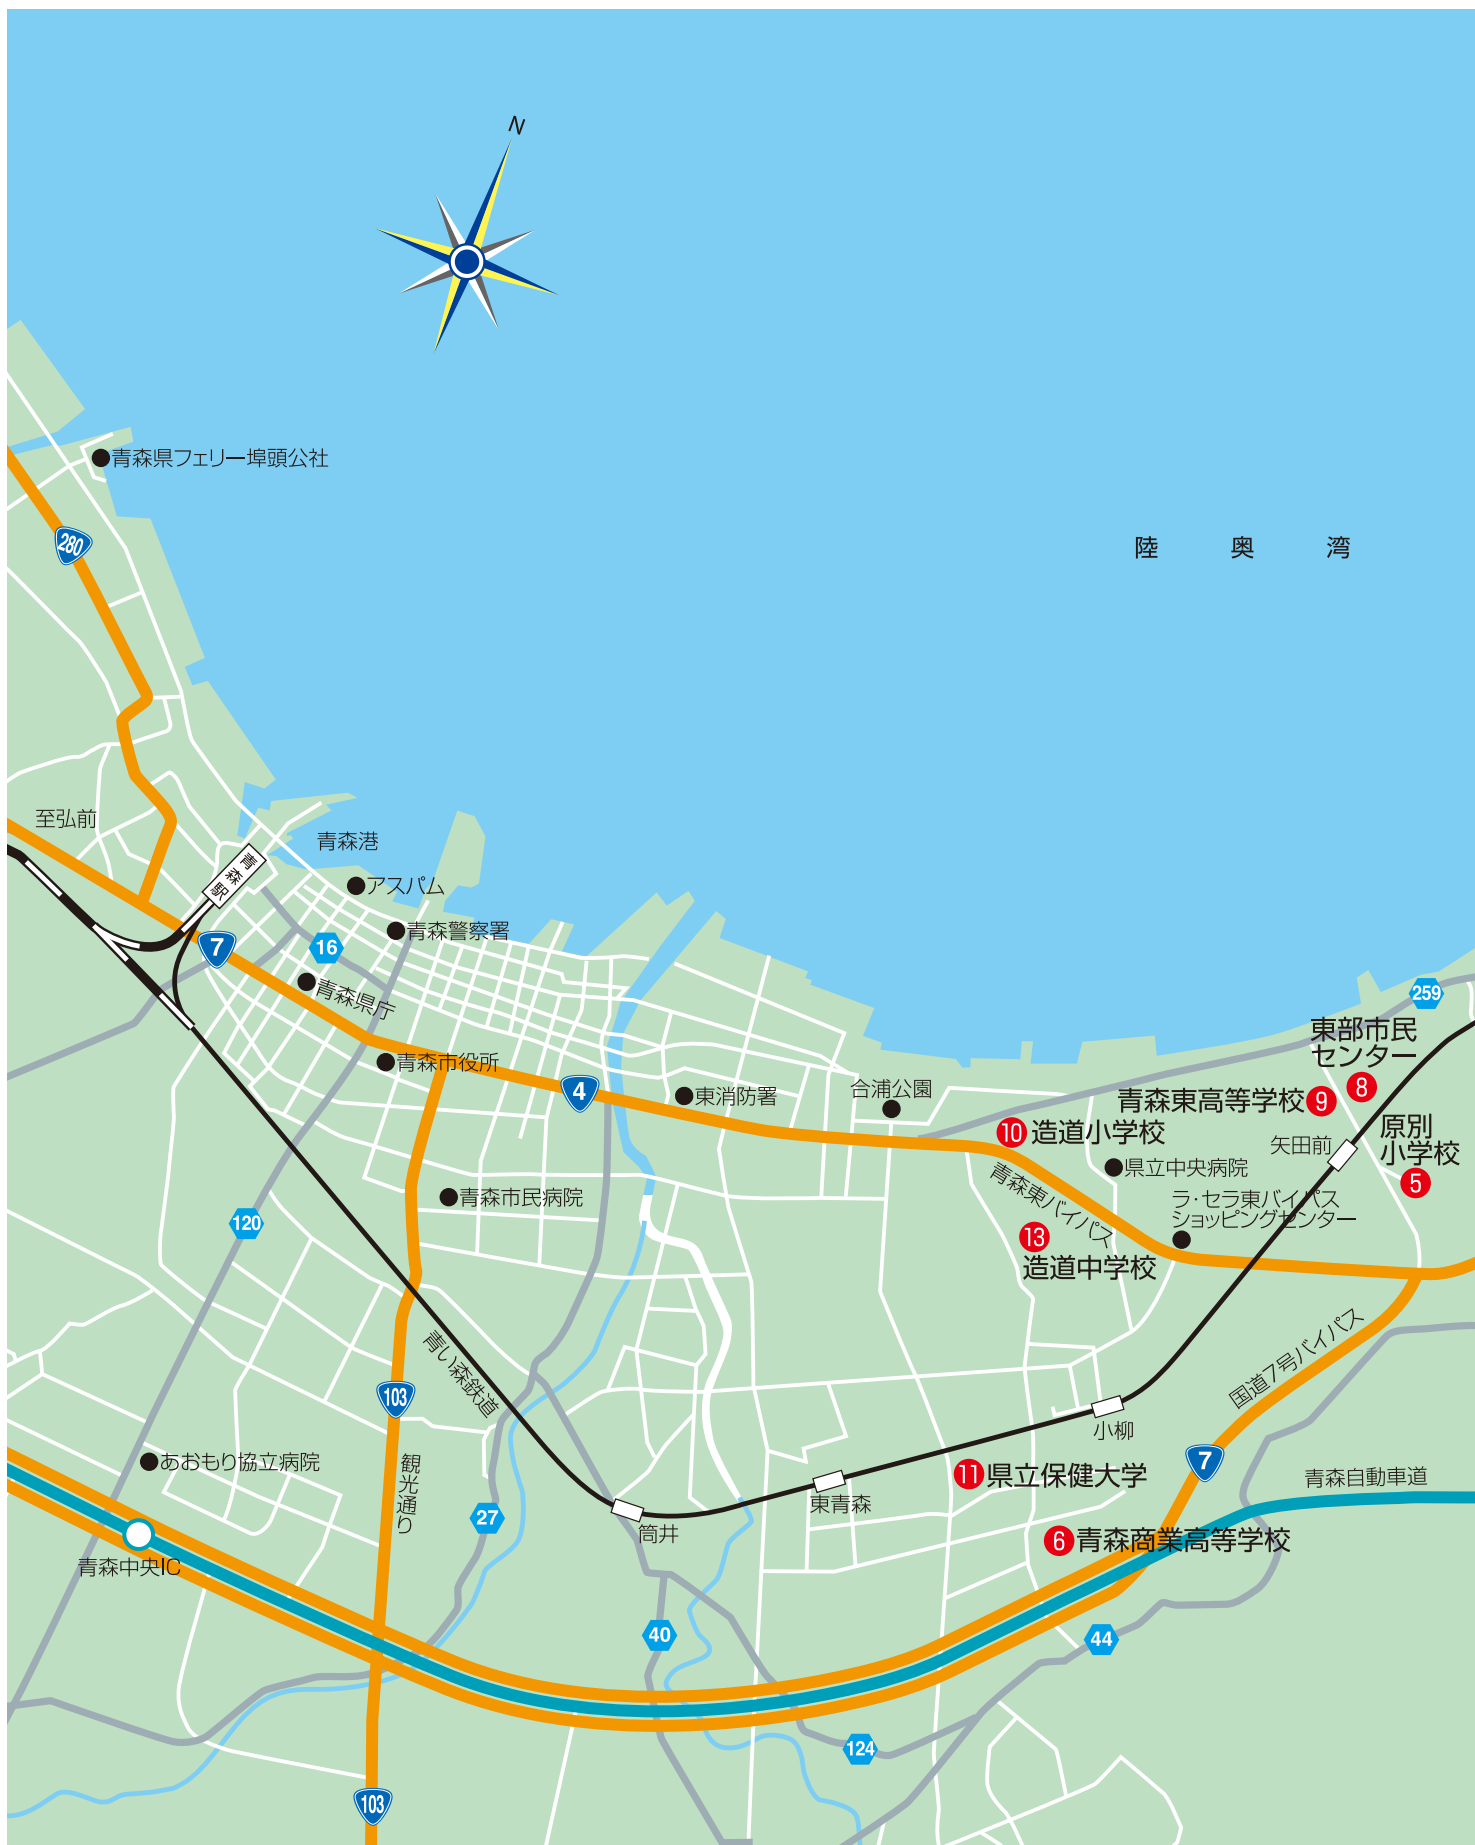 N
青森県フェリー埠頭公社
280
陸奥湾
至弘前
青森港
青森駅
アスパム
青森警察署
16
7
青森県庁
259
東部市民
センター
8
青森市役所
4
東消防署
合浦公園
青森東高等学校
9
10
造道小学校
原別
小学校
5
矢田前
県立中央病院
青森東バイパス
青森市民病院
ラ・セラ東バイパス
ショッピングセンター
120
13
造道中学校
青い森鉄道
国道7号バイパス
103
小柳
あおもり協立病院
観光通り
7
11
県立保健大学
青森自動車道
東青森
27
筒井
6
青森商業高等学校
青森中央IC
40
44
124
103